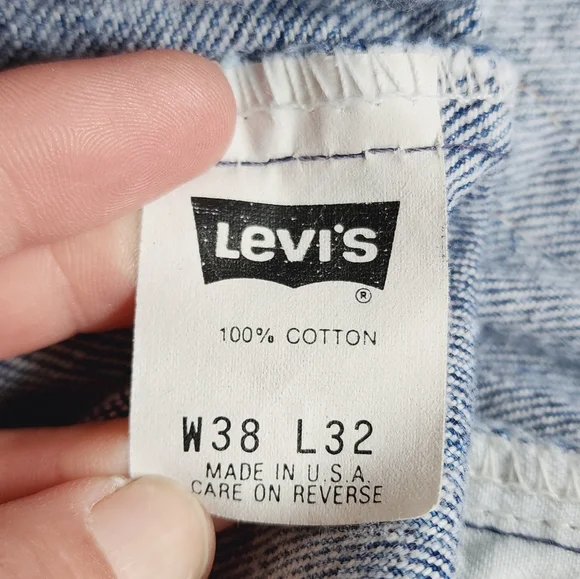 Levi's
®
100% COTTON
W38 L32
MADE IN U.S.A.
CARE ON REVERSE